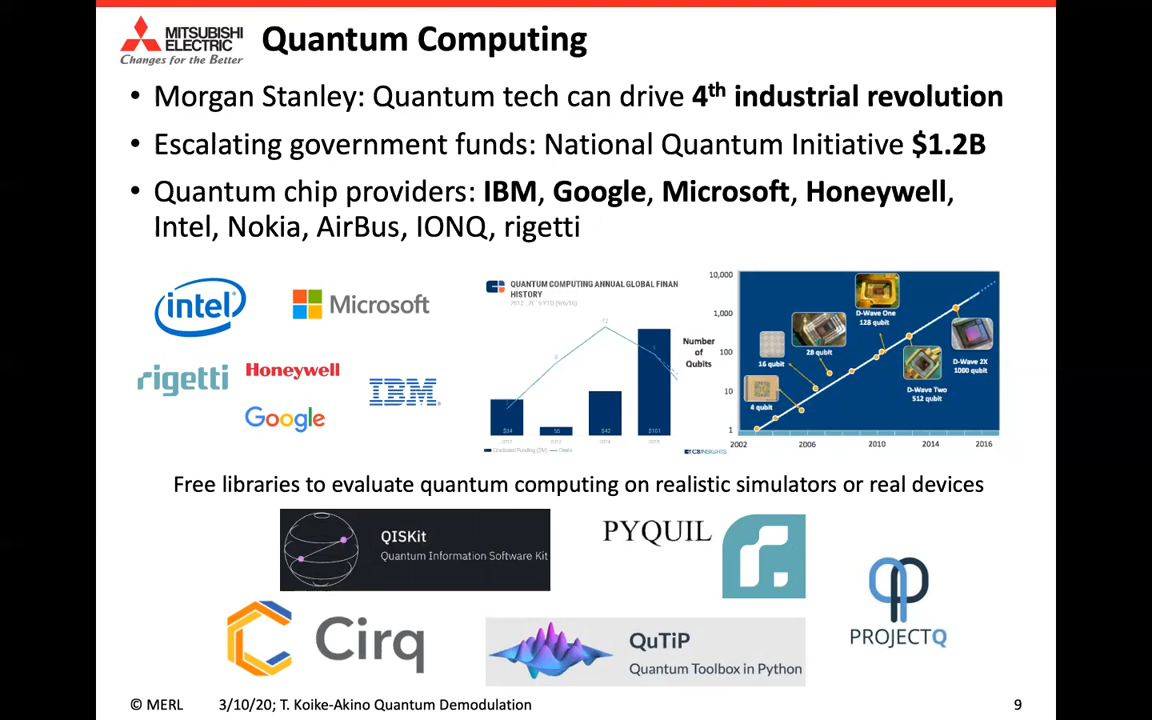 MITSUBISHI
ELECTRIC
Changes for the Better
Quantum Computing
• Morgan Stanley: Quantum tech can drive 4th industrial revolution
• Escalating government funds: National Quantum Initiative $1.2B
• Quantum chip providers: IBM, Google, Microsoft, Honeywell,
Intel, Nokia, AirBus, IONQ, rigetti
intel
Microsoft
rigetti
Honeywell
IBM
Google
QUANTUM COMPUTING ANNUAL GLOBAL FINAN
HISTORY
$101
CBINSIGHTS
10,000
1,000
100
10
1
Number
of
Qubits
4 qubit
16 qubit
28 qubit
D-Wave One
128 qubit
D-Wave Two
512 qubit
D-Wave 2X
1000 qubit
2002
2006
2010
2014
2016
Free libraries to evaluate quantum computing on realistic simulators or real devices
QISKit
Quantum Information Software Kit
PYQUIL
PROJECTQ
Cirq
QuTiP
Quantum Toolbox in Python
© MERL
3/10/20; T. Koike-Akino Quantum Demodulation
9